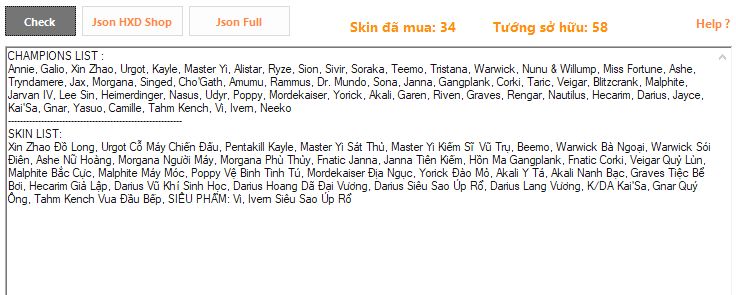 Check Json HXD Shop Json Full Skin đã mua: 34 Tướng sở hữu: 58 Help ?
CHAMPIONS LIST :
Annie, Galio, Xin Zhao, Urgot, Kayle, Master Yi, Alistar, Ryze, Sion, Sivir, Soraka, Teemo, Tristana, Warwick, Nunu & Willump, Miss Fortune, Ashe,
Tryndamere, Jax, Morgana, Singed, Cho'Gath, Amumu, Rammus, Dr. Mundo, Sona, Janna, Gangplank, Corki, Taric, Veigar, Blitzcrank, Malphite,
Jarvan IV, Lee Sin, Heimerdinger, Nasus, Udyr, Poppy, Mordekaiser, Yorick, Akali, Garen, Riven, Graves, Rengar, Nautilus, Hecarim, Darius, Jayce,
Kai'Sa, Gnar, Yasuo, Camille, Tahm Kench, Vi, Ivern, Neeko
------------------------------------------------------------
SKIN LIST:
Xin Zhao Đồ Long, Urgot Cỗ Máy Chiến Đấu, Pentakill Kayle, Master Yi Sát Thủ, Master Yi Kiếm Sĩ Vũ Trụ, Beemo, Warwick Bà Ngoại, Warwick Sói
Điên, Ashe Nữ Hoàng, Morgana Người Máy, Morgana Phù Thủy, Fnatic Janna, Janna Tiên Kiếm, Hồn Ma Gangplank, Fnatic Corki, Veigar Quỷ Lùn,
Malphite Bắc Cực, Malphite Máy Móc, Poppy Vệ Binh Tinh Tú, Mordekaiser Địa Ngục, Yorick Đào Mỏ, Akali Y Tá, Akali Nanh Bạc, Graves Tiệc Bể
Bơi, Hecarim Giả Lập, Darius Vũ Khí Sinh Học, Darius Hoang Dã Đại Vương, Darius Siêu Sao Úp Rổ, Darius Lang Vương, K/DA Kai'Sa, Gnar Quý
Ông, Tahm Kench Vua Đầu Bếp, SIÊU PHẨM: Vi, Ivern Siêu Sao Úp Rổ